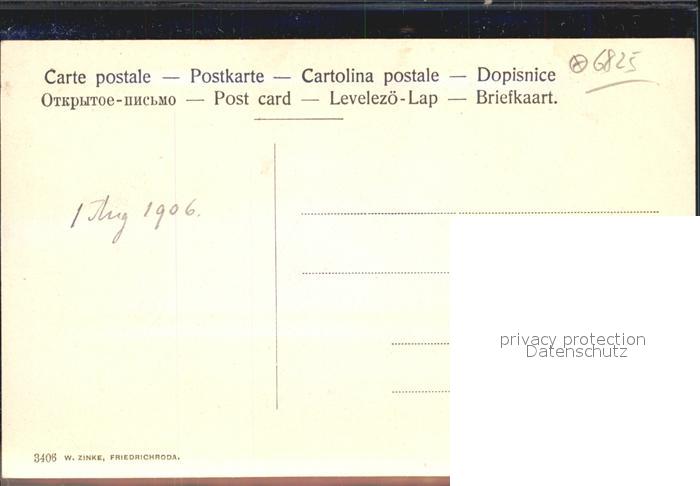 Carte postale — Postkarte — Cartolina postale — Dopisnice
Открытое-письмо — Post card — Levelezö-Lap — Briefkaart.
6825
1 Aug 1906.
privacy protection
Datenschutz
3406 W. ZINKE, FRIEDRICHRODA.